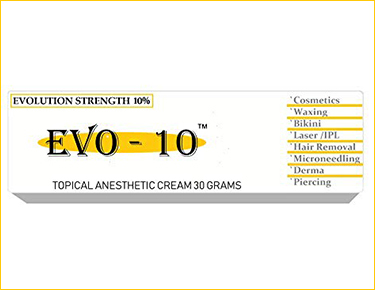 EVOLUTION STRENGTH 10%
EVO - 10™
TOPICAL ANESTHETIC CREAM 30 GRAMS
*Cosmetics
*Waxing
*Bikini
*Laser /IPL
*Hair Removal
*Microneedling
*Derma
*Piercing